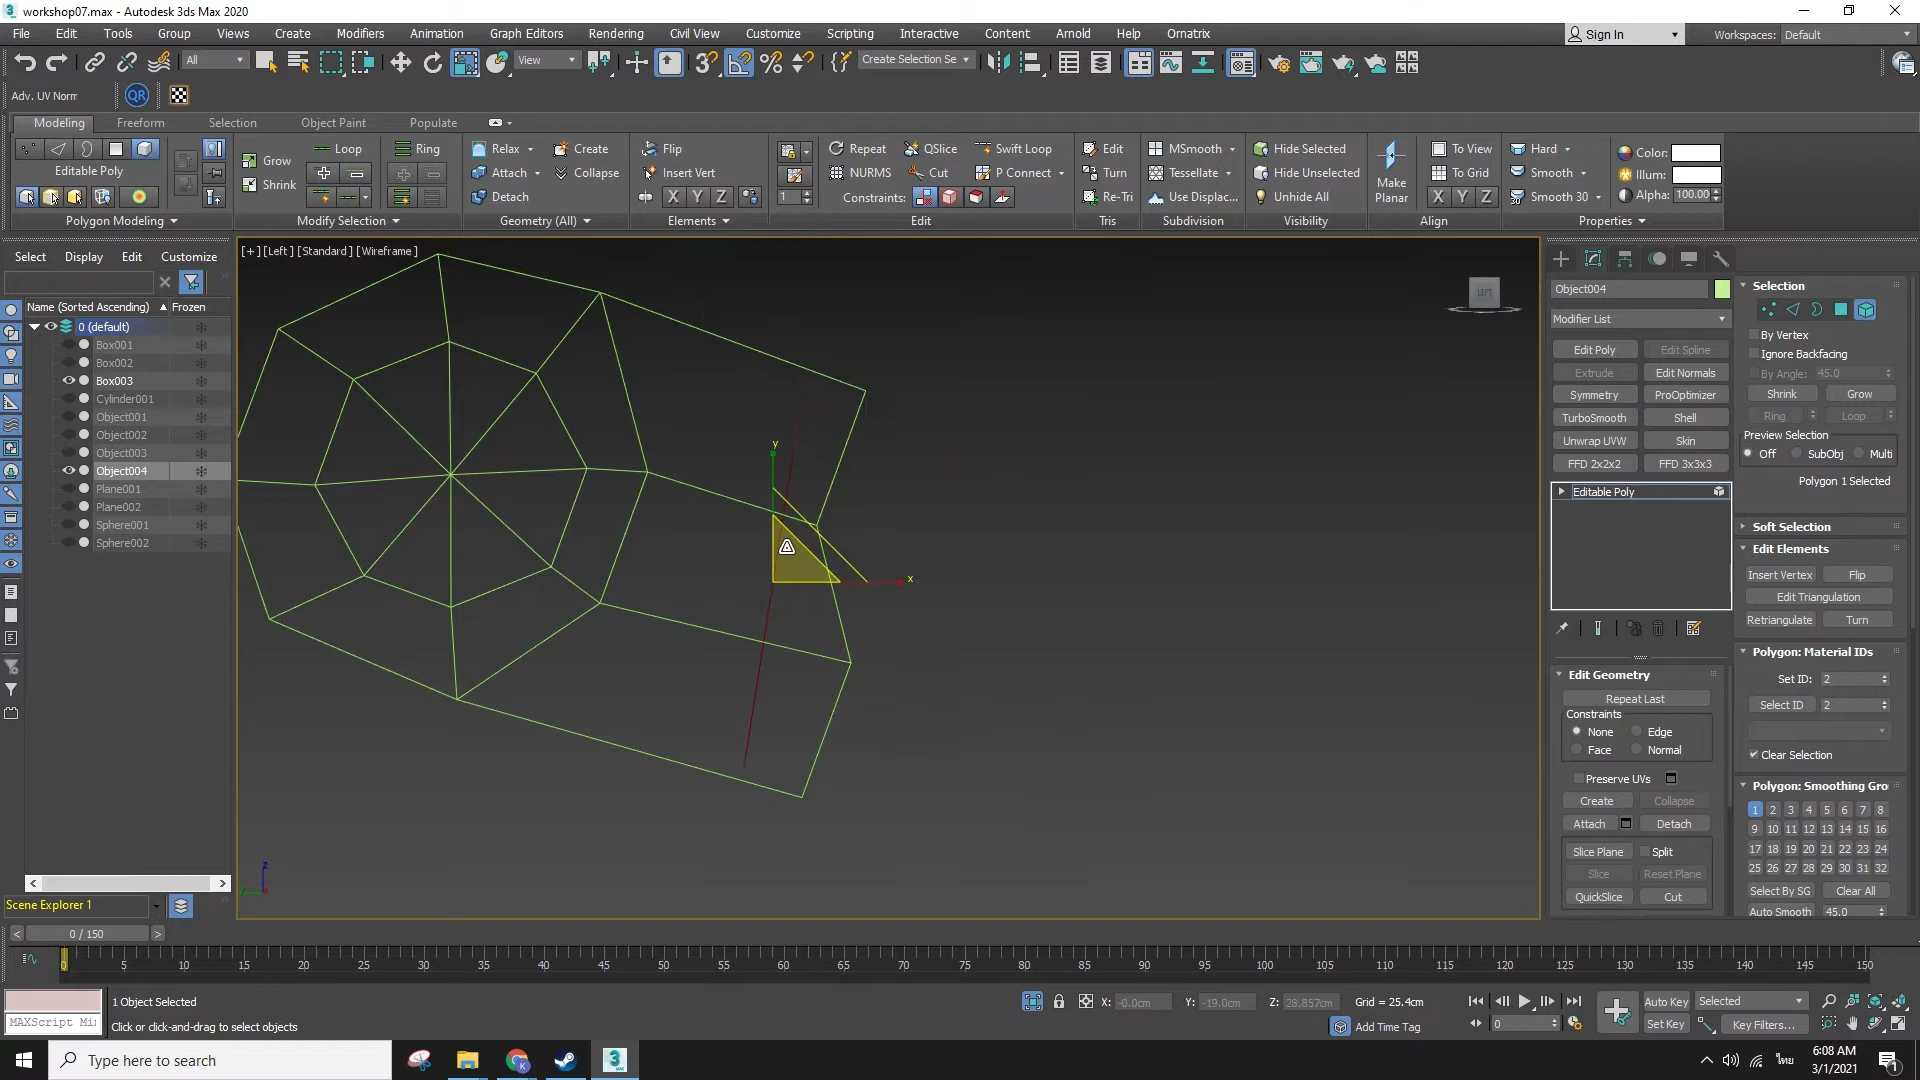 workshop07.max - Autodesk 3ds Max 2020
File Edit Tools Group Views Create Modifiers Animation Graph Editors Rendering Civil View Customize Scripting Interactive Content Arnold Help Ornatrix Sign In Workspaces: Default
All View Create Selection Se
Adv. UV Norm QR
Modeling Freeform Selection Object Paint Populate
Loop Ring Relax Create Flip Repeat QSlice Swift Loop Edit MSmooth Hide Selected To View Hard Color:
Editable Poly Grow Attach Collapse Insert Vert NURMS Cut P Connect Turn Tessellate Hide Unselected Make Planar To Grid Smooth Illum:
Shrink Detach X Y Z 1 Constraints: Re-Tri Use Displac... Unhide All X Y Z Smooth 30 Alpha: 100.00
Polygon Modeling Modify Selection Geometry (All) Elements Edit Tris Subdivision Visibility Align Properties
Select Display Edit Customize
Name (Sorted Ascending) Frozen
0 (default)
Box001
Box002
Box003
Cylinder001
Object001
Object002
Object003
Object004
Plane001
Plane002
Sphere001
Sphere002
Scene Explorer 1
[+] [Left] [Standard] [Wireframe]
LEFT
y
x
z
Object004
Modifier List
Edit Poly Edit Spline
Extrude Edit Normals
Symmetry ProOptimizer
TurboSmooth Shell
Unwrap UVW Skin
FFD 2x2x2 FFD 3x3x3
Editable Poly
Edit Geometry
Repeat Last
Constraints
None Edge
Face Normal
Preserve UVs
Create Collapse
Attach Detach
Slice Plane Split
Slice Reset Plane
QuickSlice Cut
Selection
By Vertex
Ignore Backfacing
By Angle: 45.0
Shrink Grow
Ring Loop
Preview Selection
Off SubObj Multi
Polygon 1 Selected
Soft Selection
Edit Elements
Insert Vertex Flip
Edit Triangulation
Retriangulate Turn
Polygon: Material IDs
Set ID: 2
Select ID 2
Clear Selection
Polygon: Smoothing Gro
1 2 3 4 5 6 7 8
9 10 11 12 13 14 15 16
17 18 19 20 21 22 23 24
25 26 27 28 29 30 31 32
Select By SG Clear All
Auto Smooth 45.0
0 / 150
0 5 10 15 20 25 30 35 40 45 50 55 60 65 70 75 80 85 90 95 100 105 110 115 120 125 130 135 140 145 150
1 Object Selected X: -0.0cm Y: -19.0cm Z: 28.857cm Grid = 25.4cm Auto Key Selected
MAXScript Mi Click or click-and-drag to select objects Add Time Tag 0 Set Key Key Filters...
Type here to search K 3 ไทย 6:08 AM
3/1/2021 1